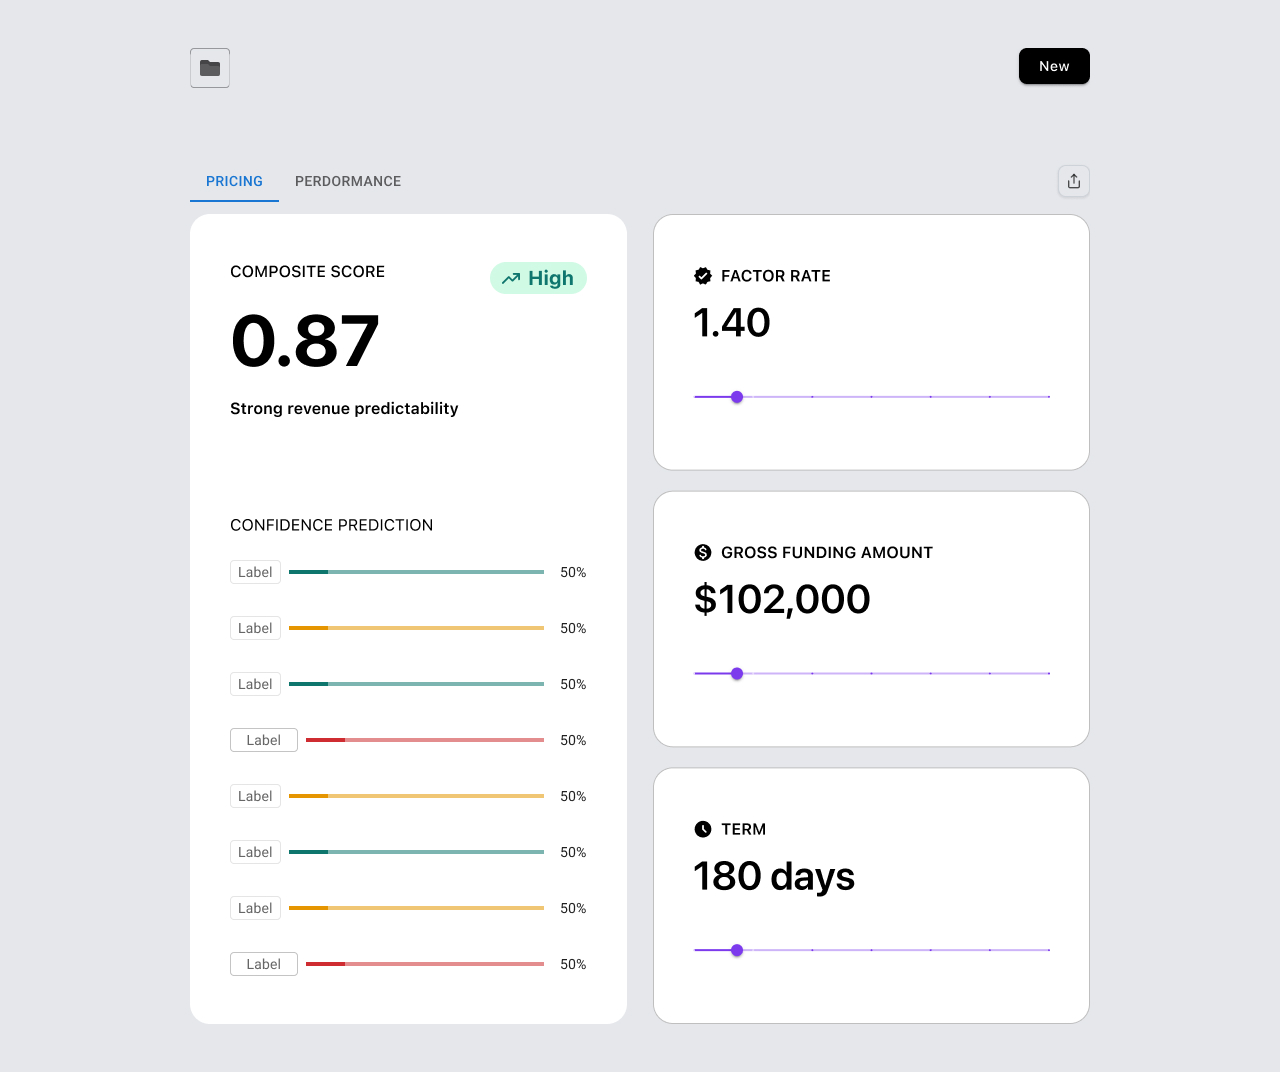 New
PRICING
PERDORMANCE
COMPOSITE SCORE
High
0.87
Strong revenue predictability
CONFIDENCE PREDICTION
Label 50%
Label 50%
Label 50%
Label 50%
Label 50%
Label 50%
Label 50%
Label 50%
FACTOR RATE
1.40
GROSS FUNDING AMOUNT
$102,000
TERM
180 days